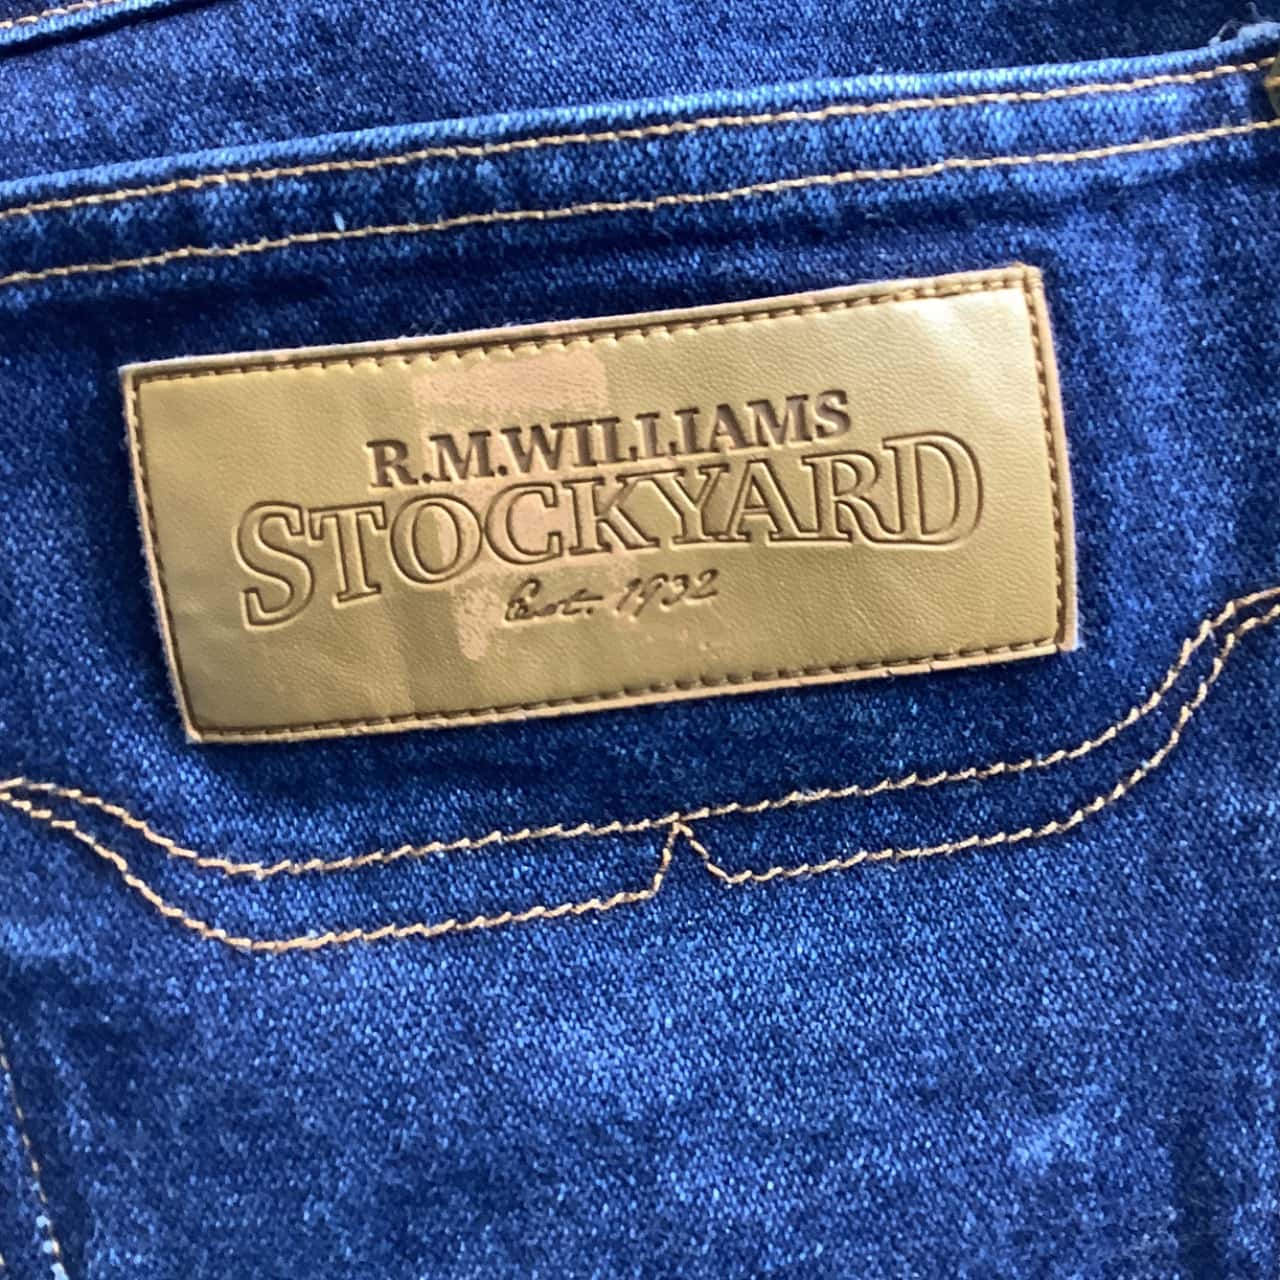 R.M.WILLIAMS
STOCKYARD
Est. 1932